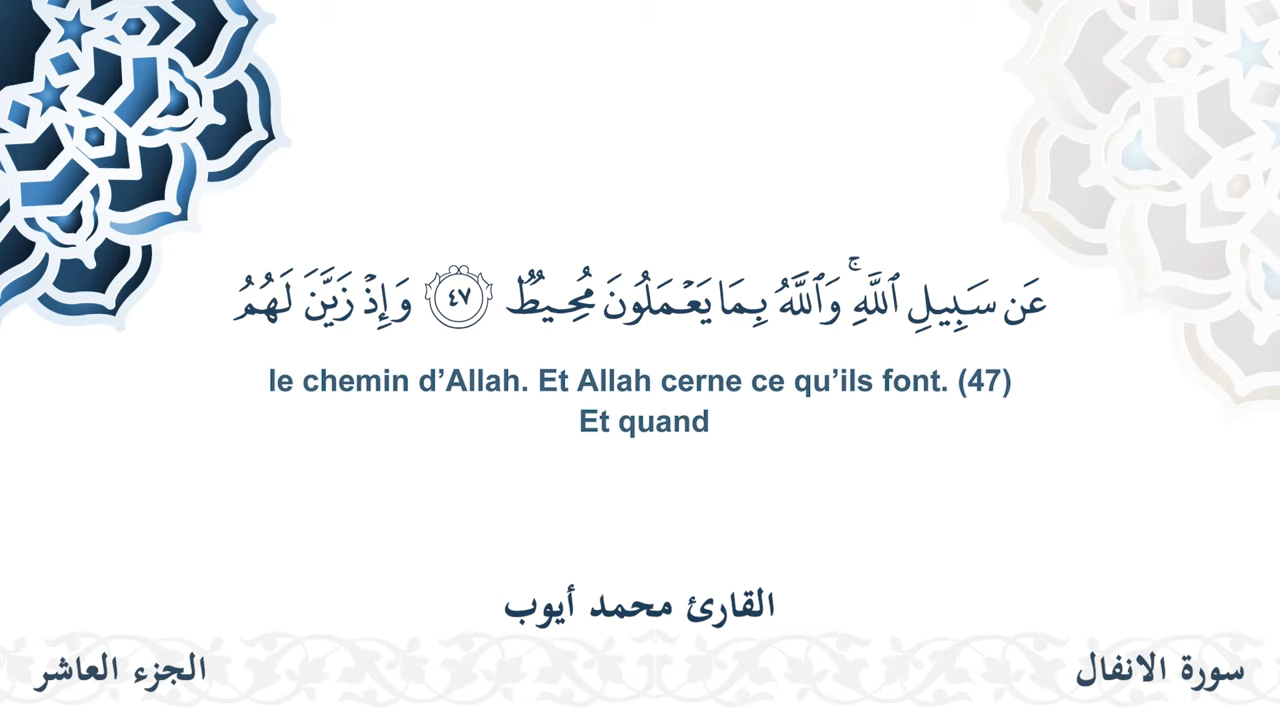 عَن سَبِيلِ ٱللَّهِۚ وَٱللَّهُ بِمَا يَعۡمَلُونَ مُحِيطٞ ٤٧ وَإِذۡ زَيَّنَ لَهُمُ
le chemin d’Allah. Et Allah cerne ce qu’ils font. (47)
Et quand
القارئ محمد أيوب
سورة الانفال
الجزء العاشر